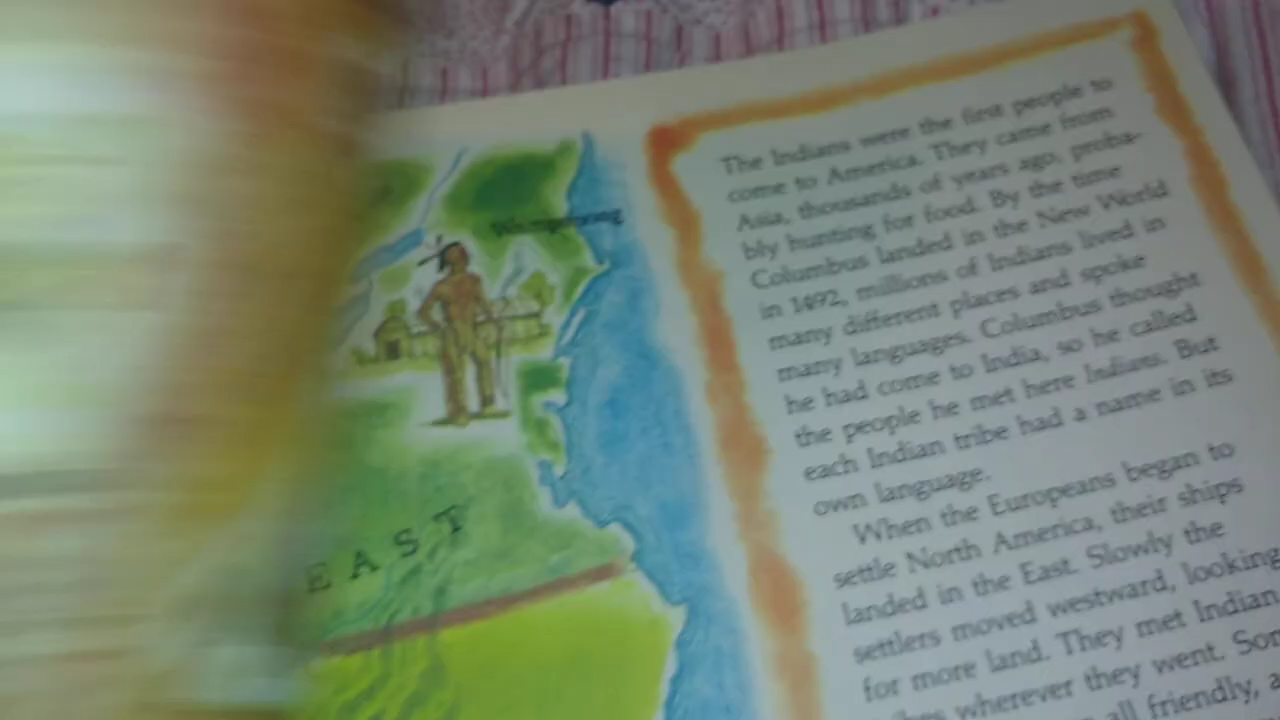 EAST
The Indians were the first people to
come to America. They came from
Asia, thousands of years ago, proba-
bly hunting for food. By the time
Columbus landed in the New World
in 1492, millions of Indians lived in
many different places and spoke
many languages. Columbus thought
he had come to India, so he called
the people he met here Indians. But
each Indian tribe had a name in its
own language.
When the Europeans began to
settle North America, their ships
landed in the East. Slowly the
settlers moved westward, looking
for more land. They met Indian
wherever they went.
all friendly,